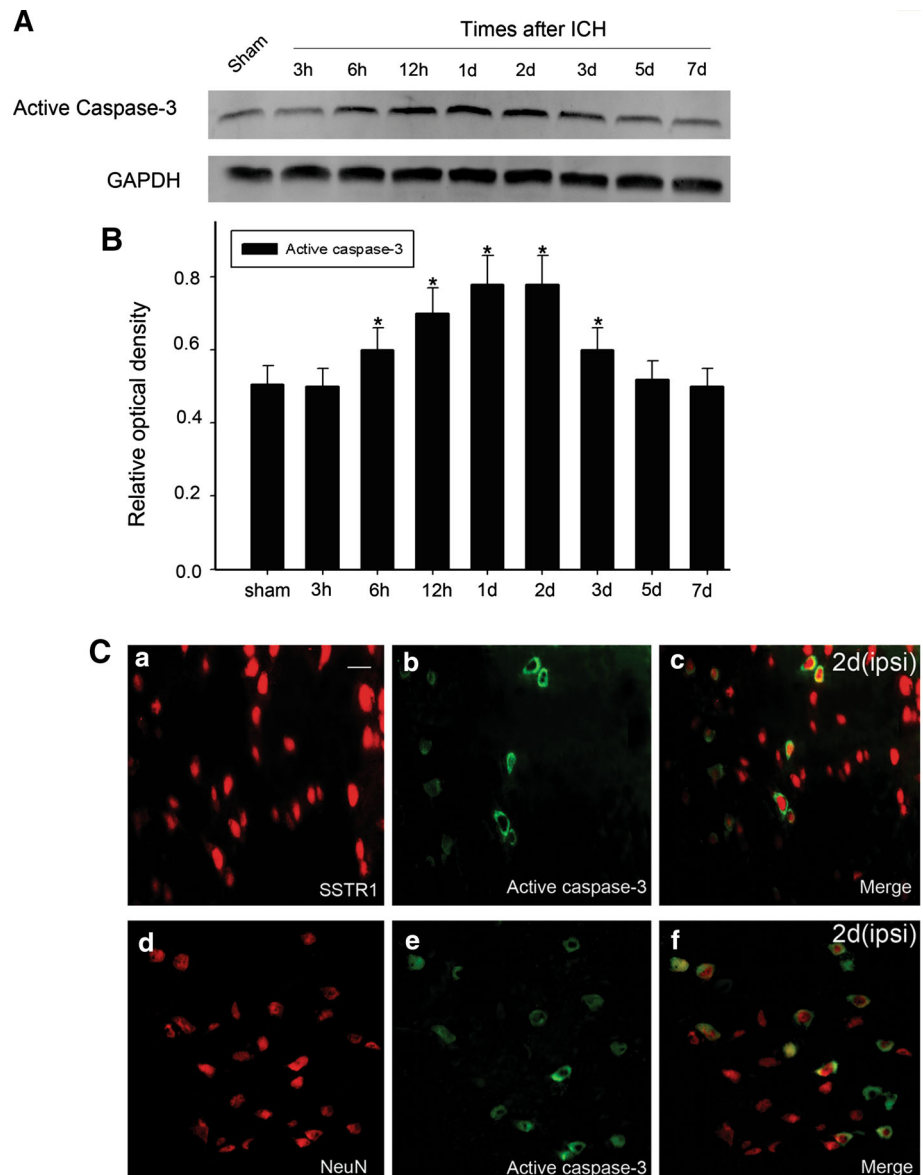 A
Sham
Times after ICH
3h 6h 12h 1d 2d 3d 5d 7d
Active Caspase-3
GAPDH
B
Active caspase-3
Relative optical density
0.8
0.6
0.4
0.2
0.0
* * * * *
sham 3h 6h 12h 1d 2d 3d 5d 7d
C
a b c 2d(ipsi)
SSTR1 Active caspase-3 Merge
d e f 2d(ipsi)
NeuN Active caspase-3 Merge